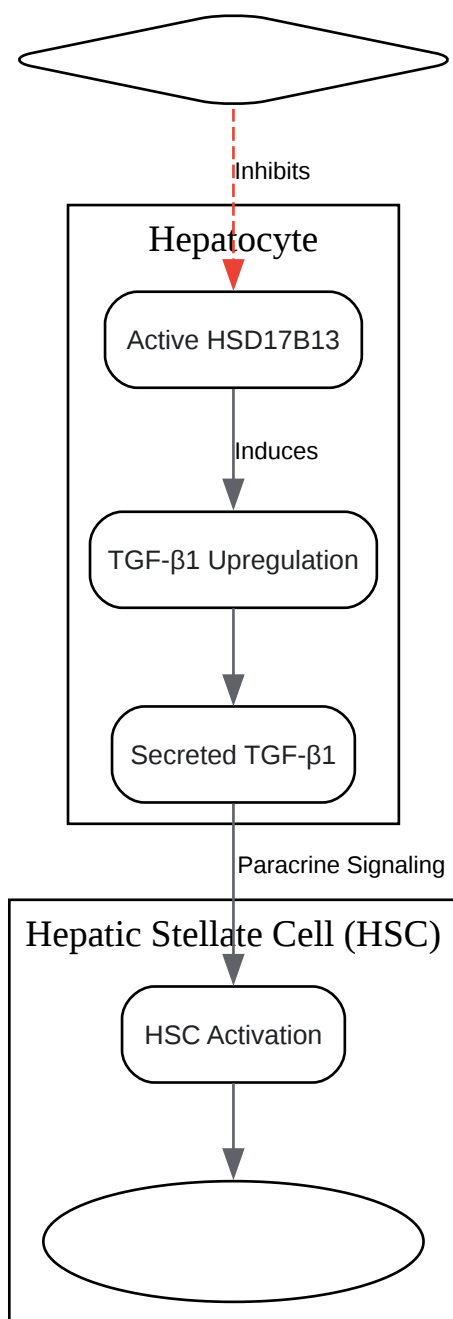 Inhibits
Hepatocyte
Active HSD17B13
Induces
TGF-β1 Upregulation
Secreted TGF-β1
Paracrine Signaling
Hepatic Stellate Cell (HSC)
HSC Activation